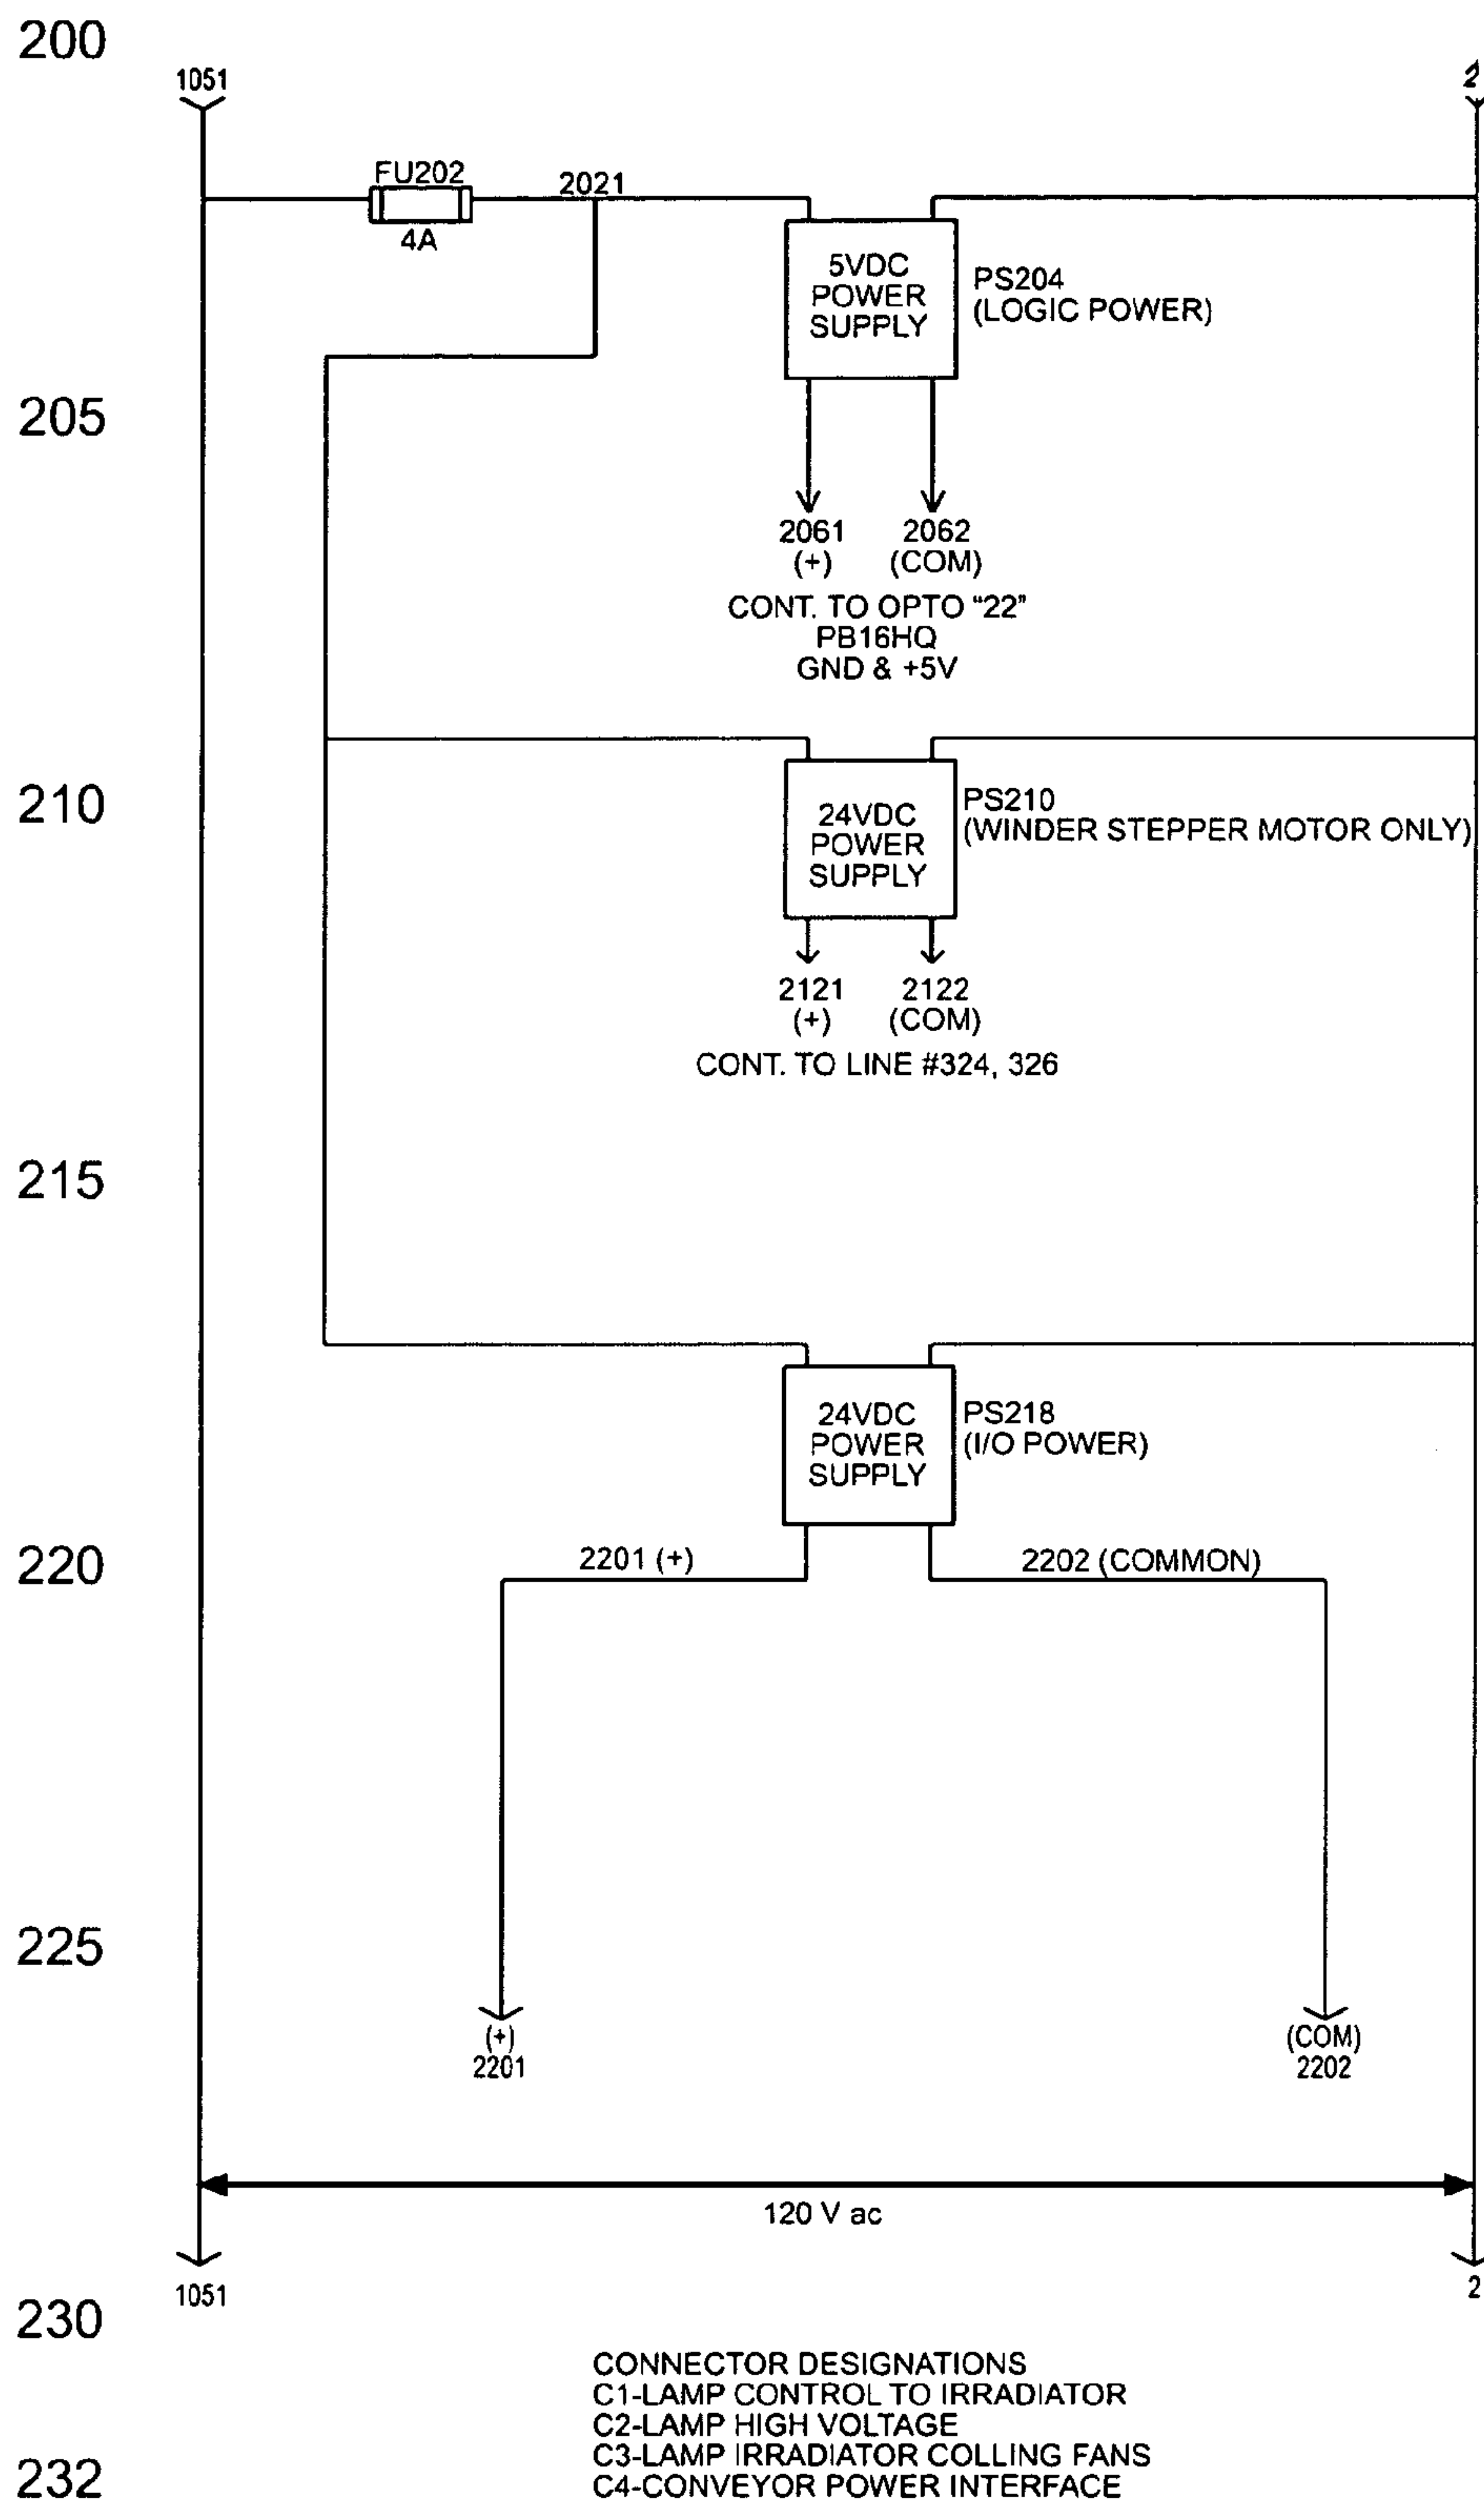 200
1051
2
FU202
2021
4A
5VDC
POWER
SUPPLY
PS204
(LOGIC POWER)
205
2061
2062
(+)
(COM)
CONT. TO OPTO “22”
PB16HQ
GND & +5V
210
24VDC
POWER
SUPPLY
PS210
(WINDER STEPPER MOTOR ONLY)
2121
2122
(+)
(COM)
CONT. TO LINE #324, 326
215
24VDC
POWER
SUPPLY
PS218
(I/O POWER)
220
2201 (+)
2202 (COMMON)
225
(+)
2201
(COM)
2202
120 V ac
1051
2
230
CONNECTOR DESIGNATIONS
C1-LAMP CONTROL TO IRRADIATOR
C2-LAMP HIGH VOLTAGE
C3-LAMP IRRADIATOR COLLING FANS
C4-CONVEYOR POWER INTERFACE
232